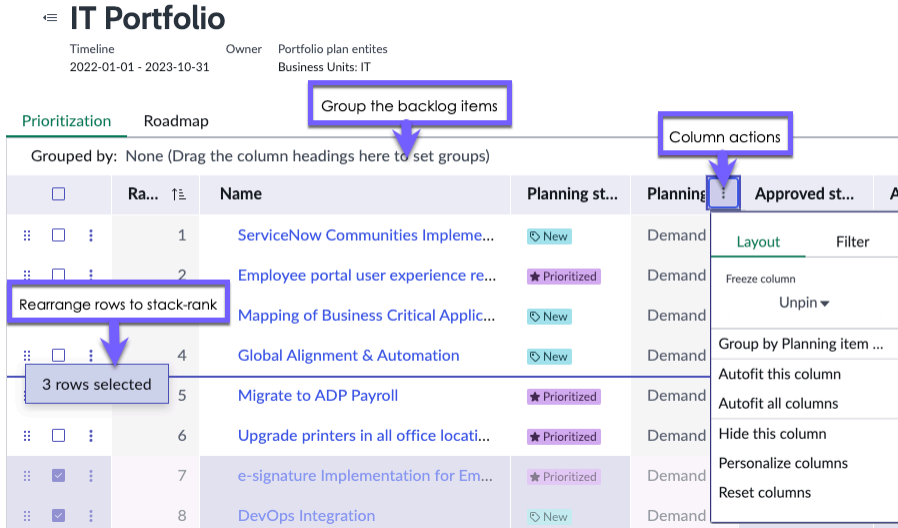 IT Portfolio
Timeline Owner Portfolio plan entites
2022-01-01 - 2023-10-31 Business Units: IT
Group the backlog items
Prioritization Roadmap
Column actions
Grouped by: None (Drag the column headings here to set groups)
Ra... Name Planning st... Planning Approved st... A
1 ServiceNow Communities Impleme... New Demand
Layout Filter
2 Employee portal user experience re... Prioritized Demand
Freeze column
Rearrange rows to stack-rank
Unpin
Mapping of Business Critical Applic... New Demand
Group by Planning item ...
4 Global Alignment & Automation New Demand
Autofit this column
3 rows selected
5 Migrate to ADP Payroll Prioritized Demand
Autofit all columns
6 Upgrade printers in all office locati... Prioritized Demand
Hide this column
Personalize columns
7 e-signature Implementation for Em... Prioritized Demand
Reset columns
8 DevOps Integration New Demand